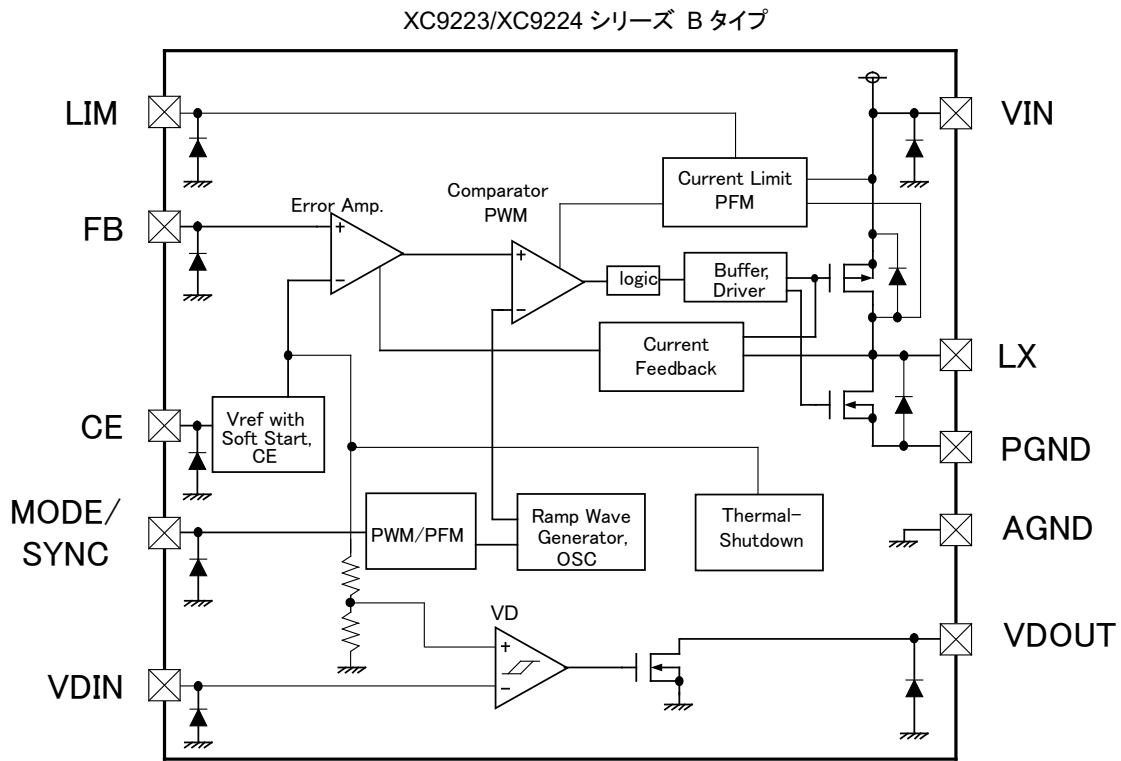 XC9223/XC9224 シリーズ B タイプ
LIM
VIN
Current Limit
PFM
Comparator
PWM
Error Amp.
FB
+
−
+
−
logic
Buffer,
Driver
Current
Feedback
LX
CE
Vref with
Soft Start,
CE
PGND
MODE/
SYNC
PWM/PFM
Ramp Wave
Generator,
OSC
Thermal-
Shutdown
AGND
VD
+
−
VDOUT
VDIN